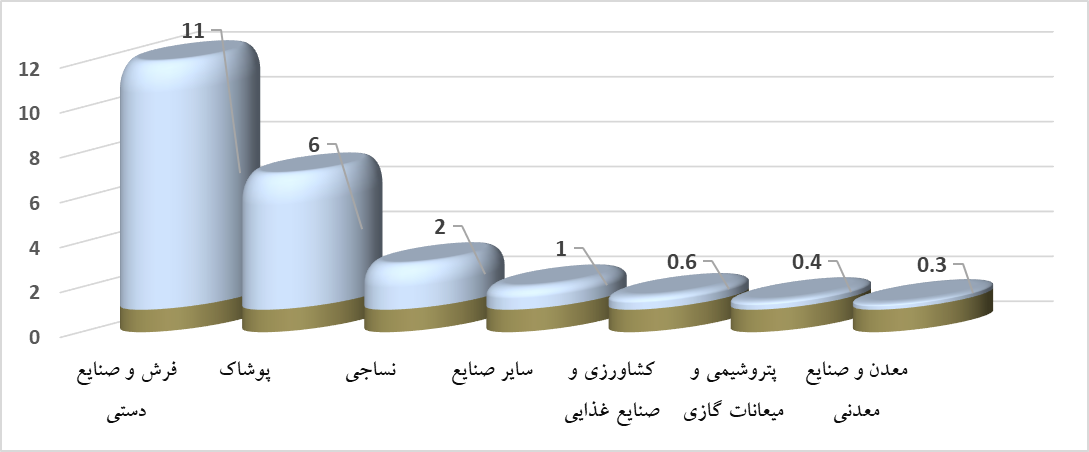 12
10
8
6
4
2
0
11
6
2
1
0.6
0.4
0.3
فرش و صنایع
دستی
پوشاک
نساجی
سایر صنایع
کشاورزی و
صنایع غذایی
پتروشیمی و
میعانات گازی
معدن و صنایع
معدنی